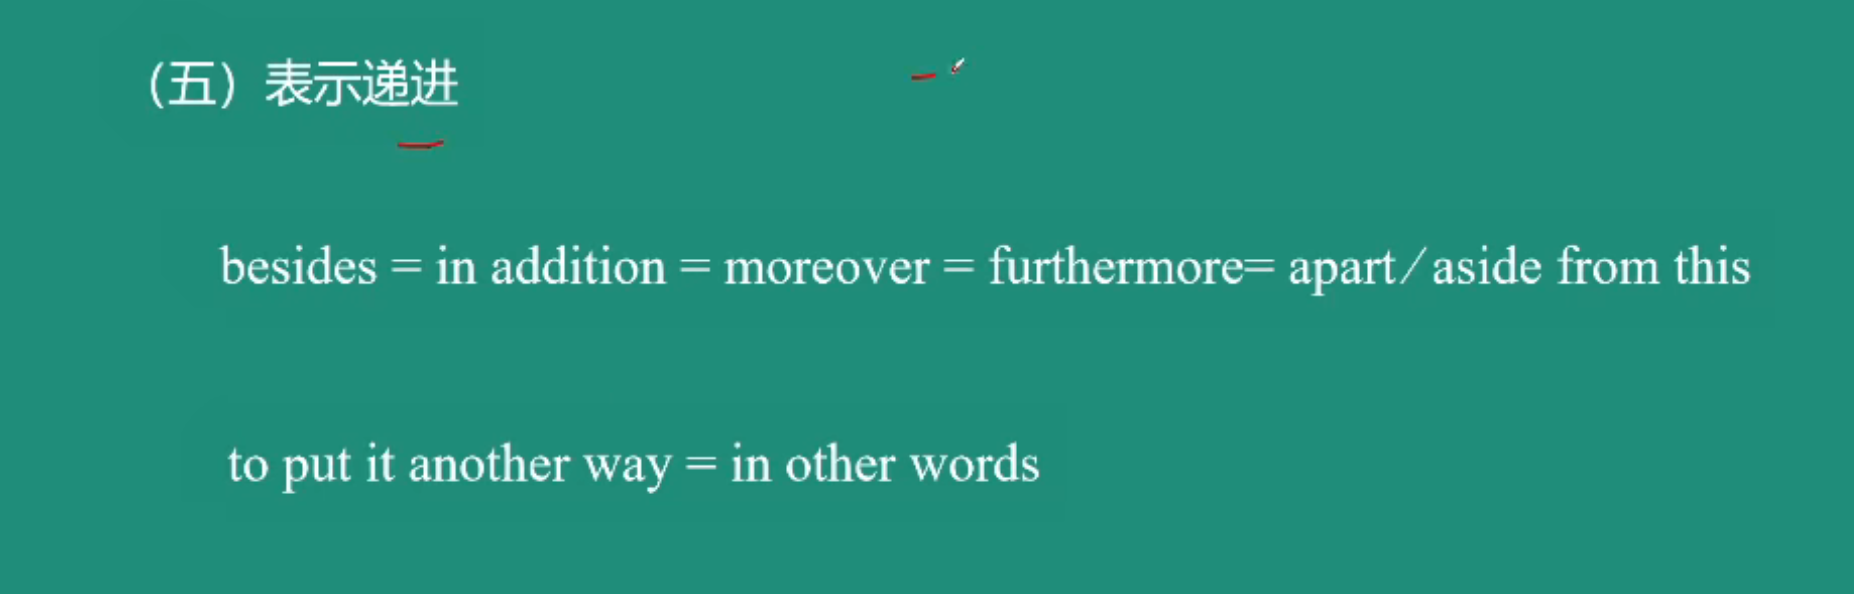 （五）表示递进
besides = in addition = moreover = furthermore= apart/aside from this
to put it another way = in other words